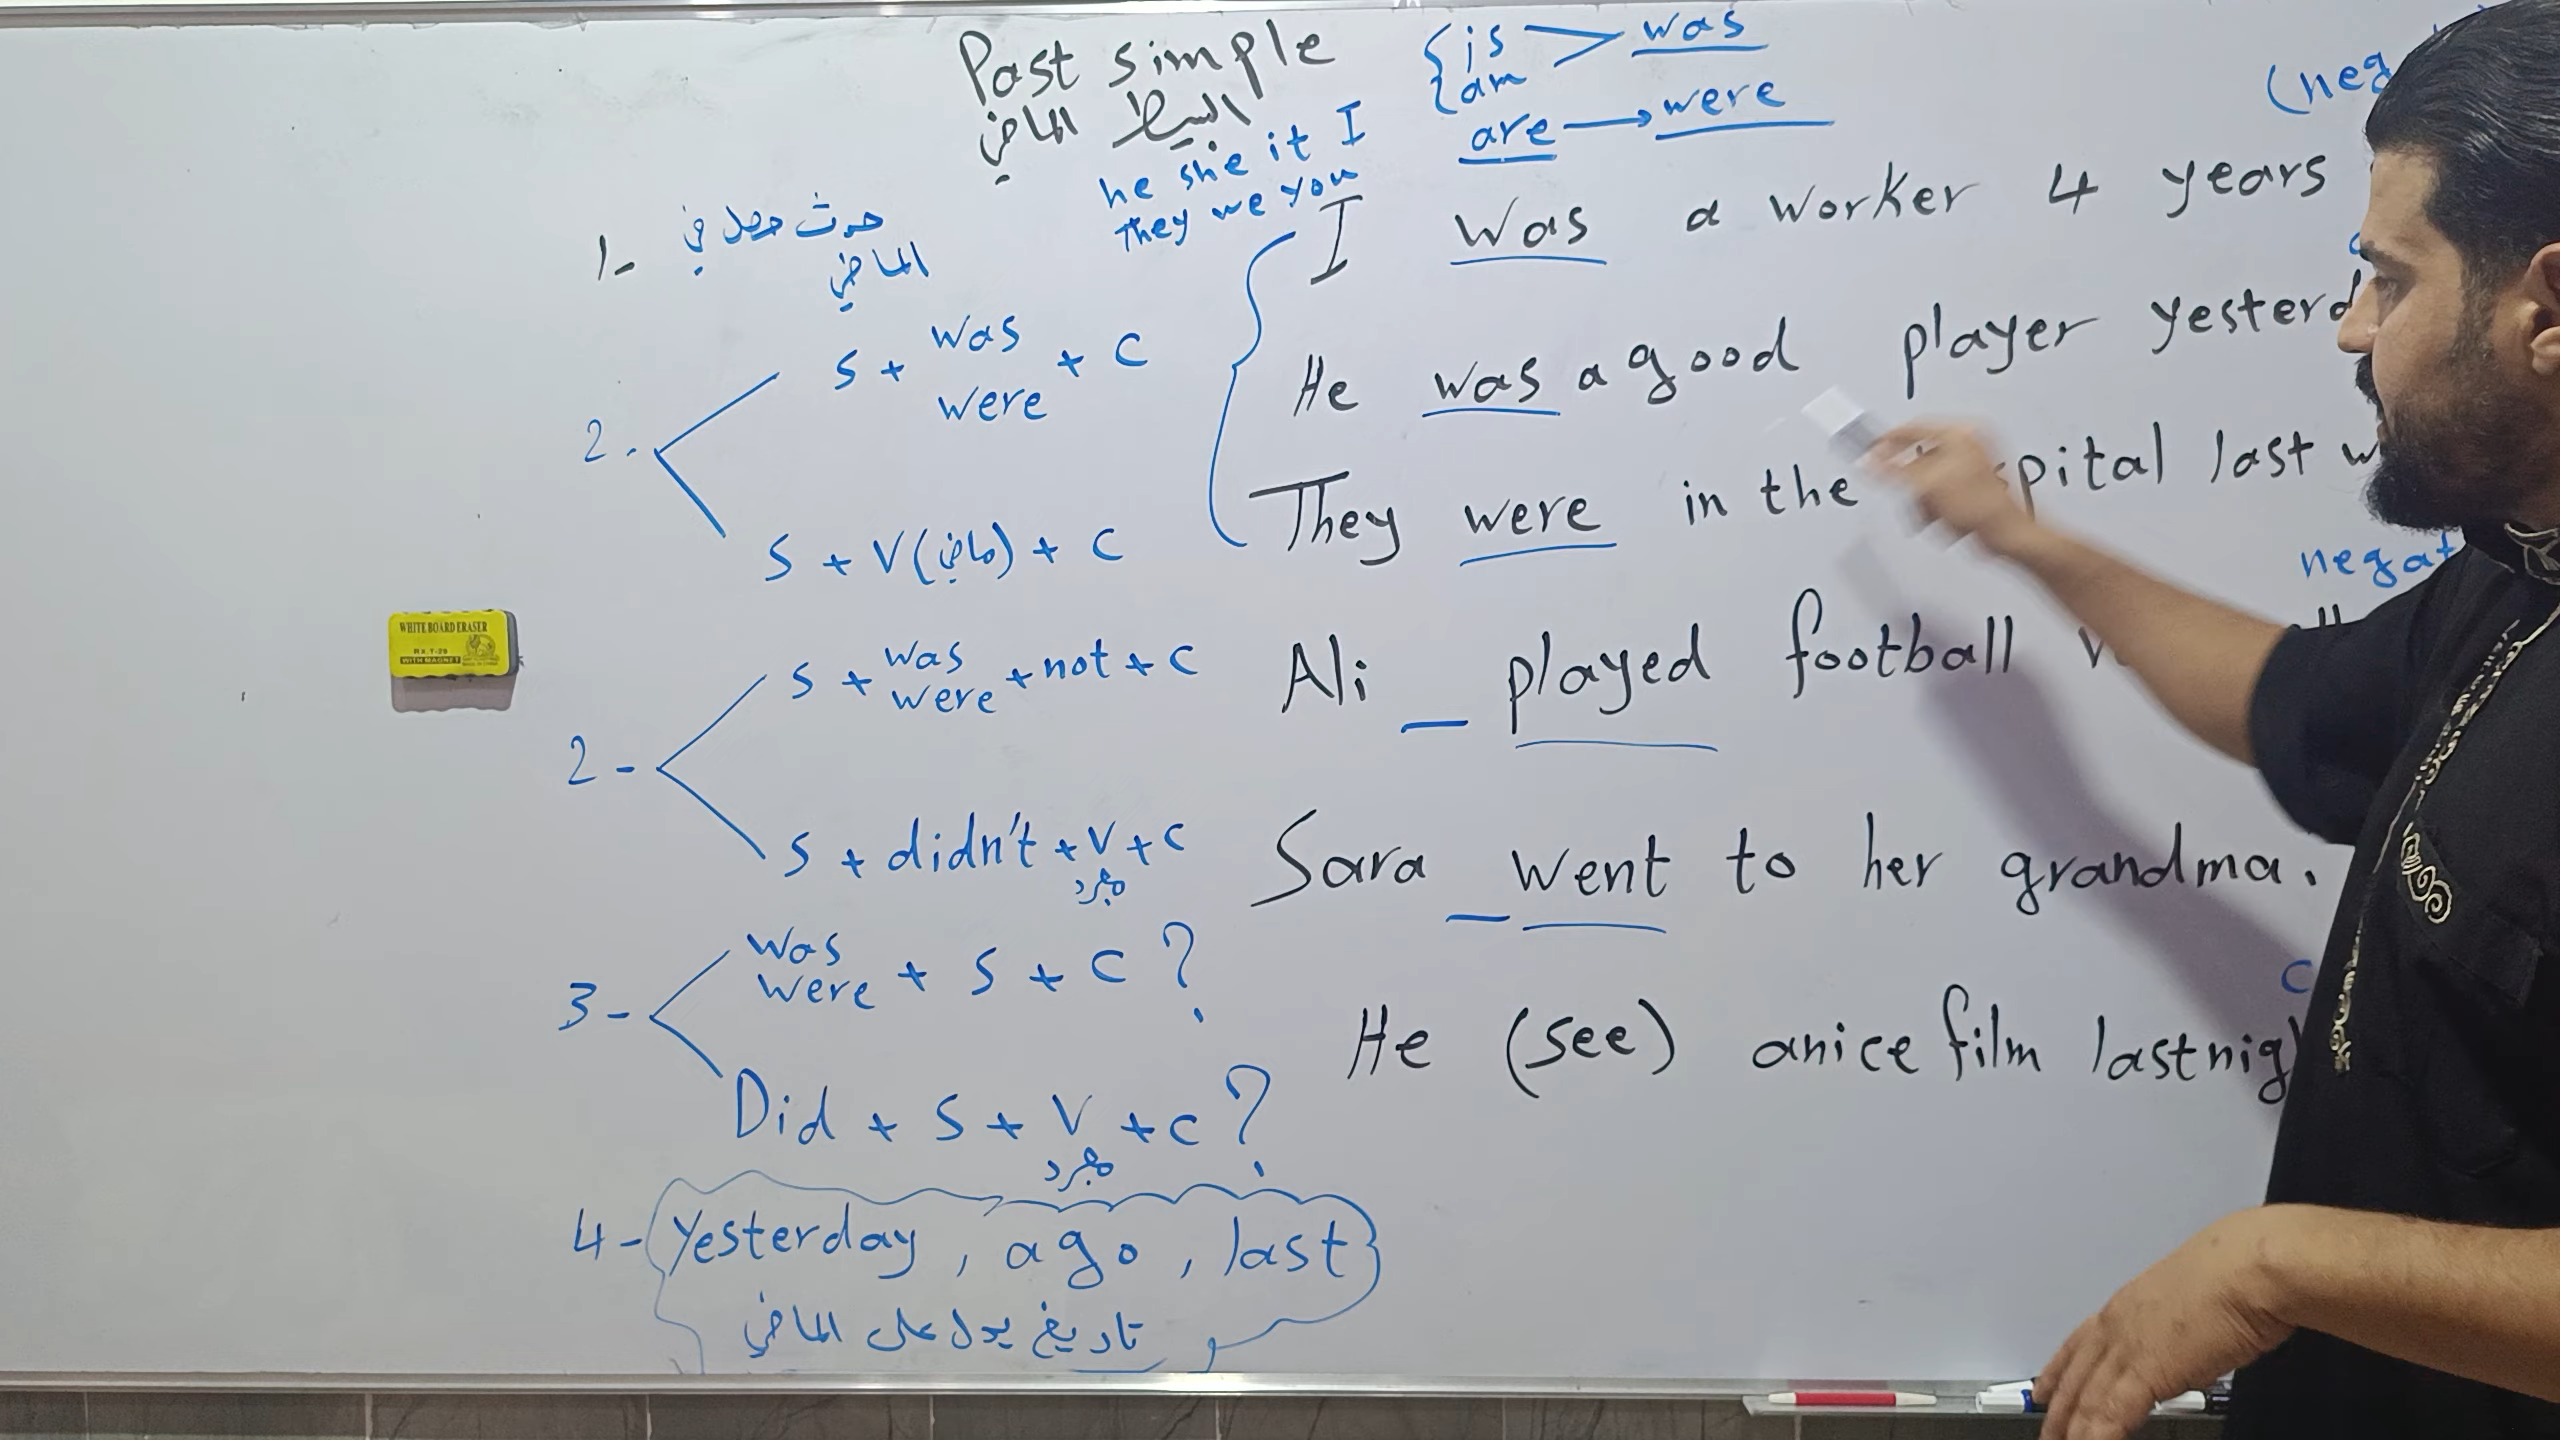 Past simple
الماضي البسيط
{is
{am > was
are → were
(neg
he she it I
they we you
1- حدث حصل في
الماضي
2. S + was + C
were
S + V (ماضي) + C
I was a worker 4 years
He was a good player yesterd
They were in the spital last w
negat
Ali _ played football
Sara _ went to her grandma.
He (see) a nice film last nig
2 - S + was + not + C
were
S + didn't + V + C
مجرد
3 - was + S + C ?
were
Did + S + V + C ?
مجرد
4 - yesterday, ago, last
تاريخ يدل على الماضي
WHITE BOARD ERASER
WITH MAGNET